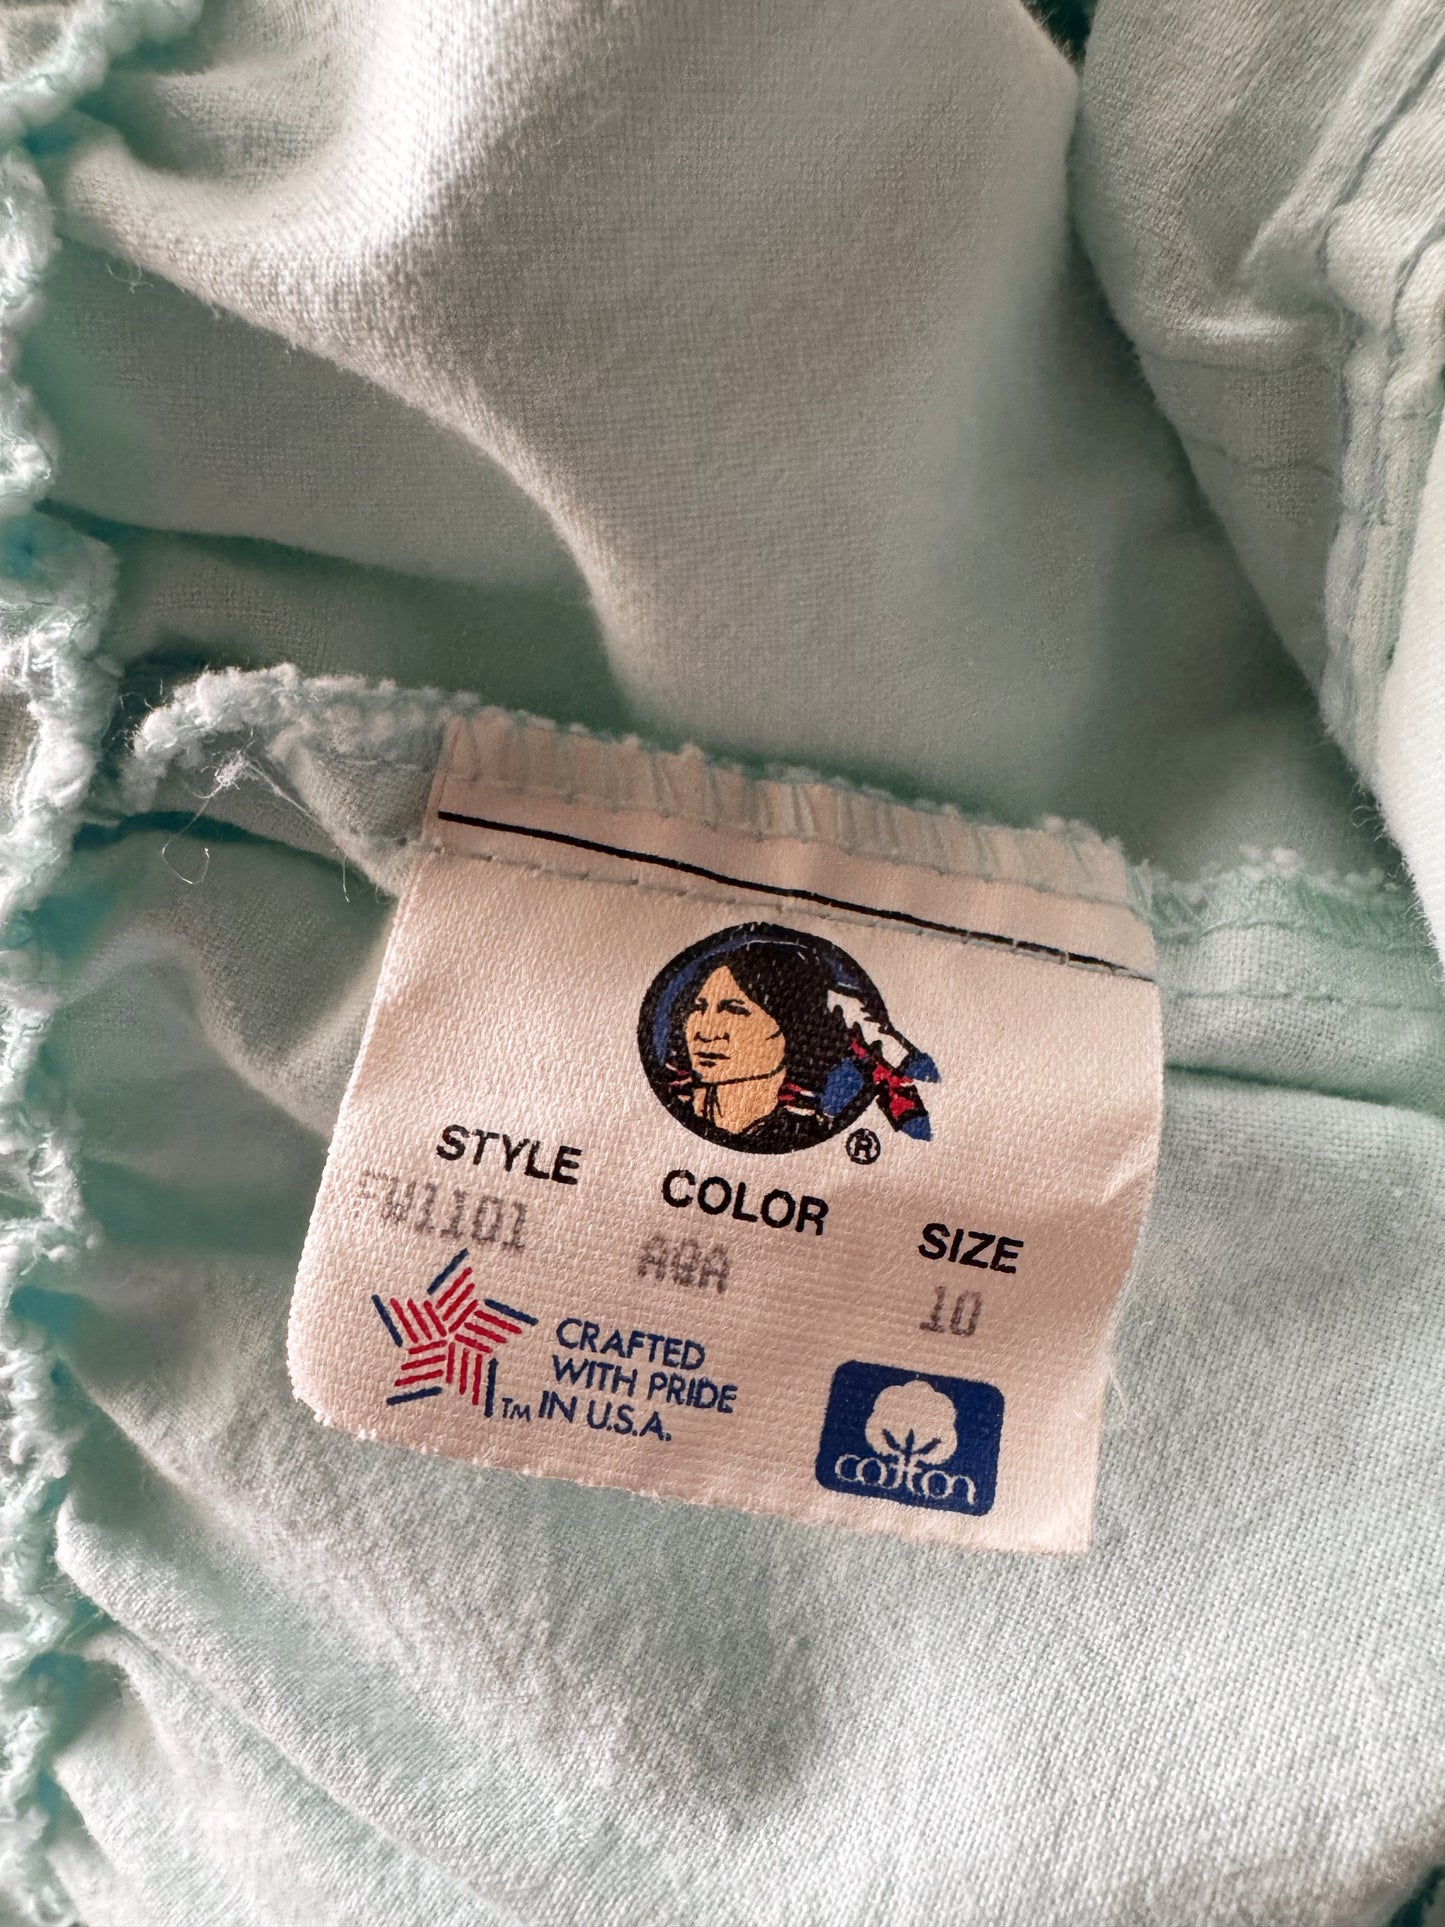 ®
STYLE COLOR SIZE
FW1101 AQA 10
CRAFTED
WITH PRIDE
TM IN U.S.A.
cotton